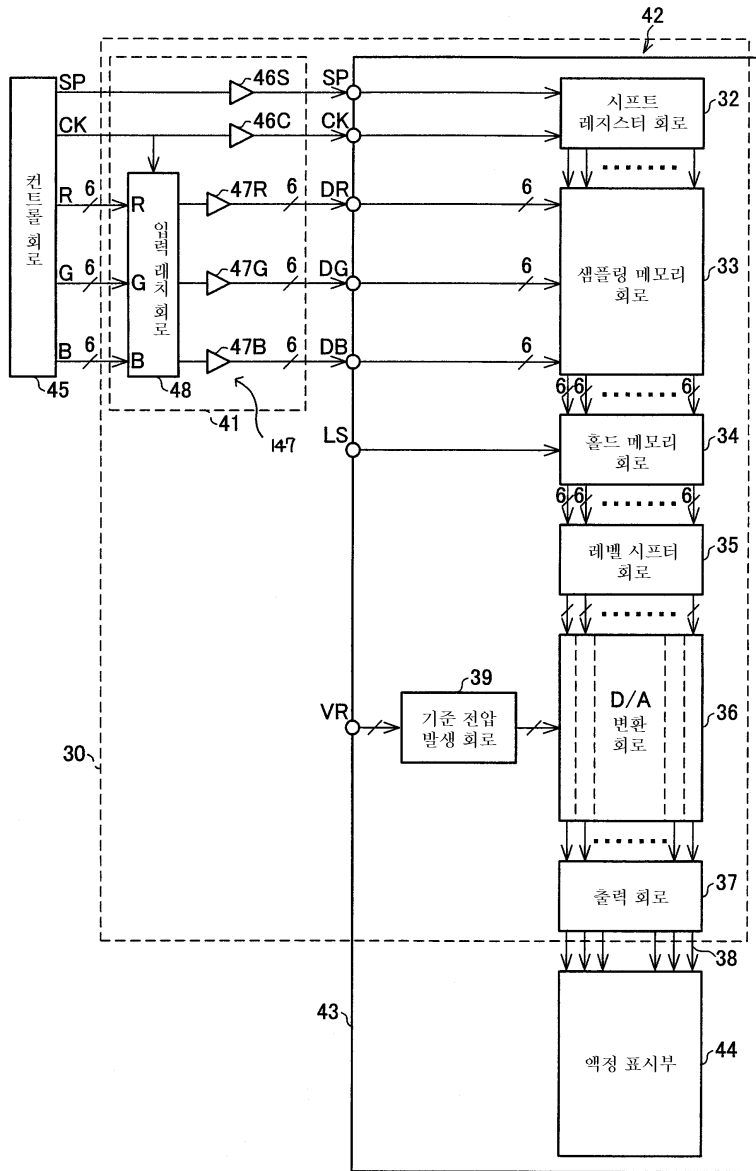 42
SP
46S
SP
시프트
레지스터 회로
32
CK
46C
CK
컨트롤 회로
R
6
R
입력 래치 회로
47R
6
DR
6
샘플링 메모리
회로
33
G
6
G
47G
6
DG
6
B
6
B
47B
6
DB
6
45
48
41
147
6
6
6
LS
홀드 메모리
회로
34
6
6
6
레벨 시프터
회로
35
VR
기준 전압
발생 회로
39
D/A
변환
회로
36
30
출력 회로
37
38
43
액정 표시부
44